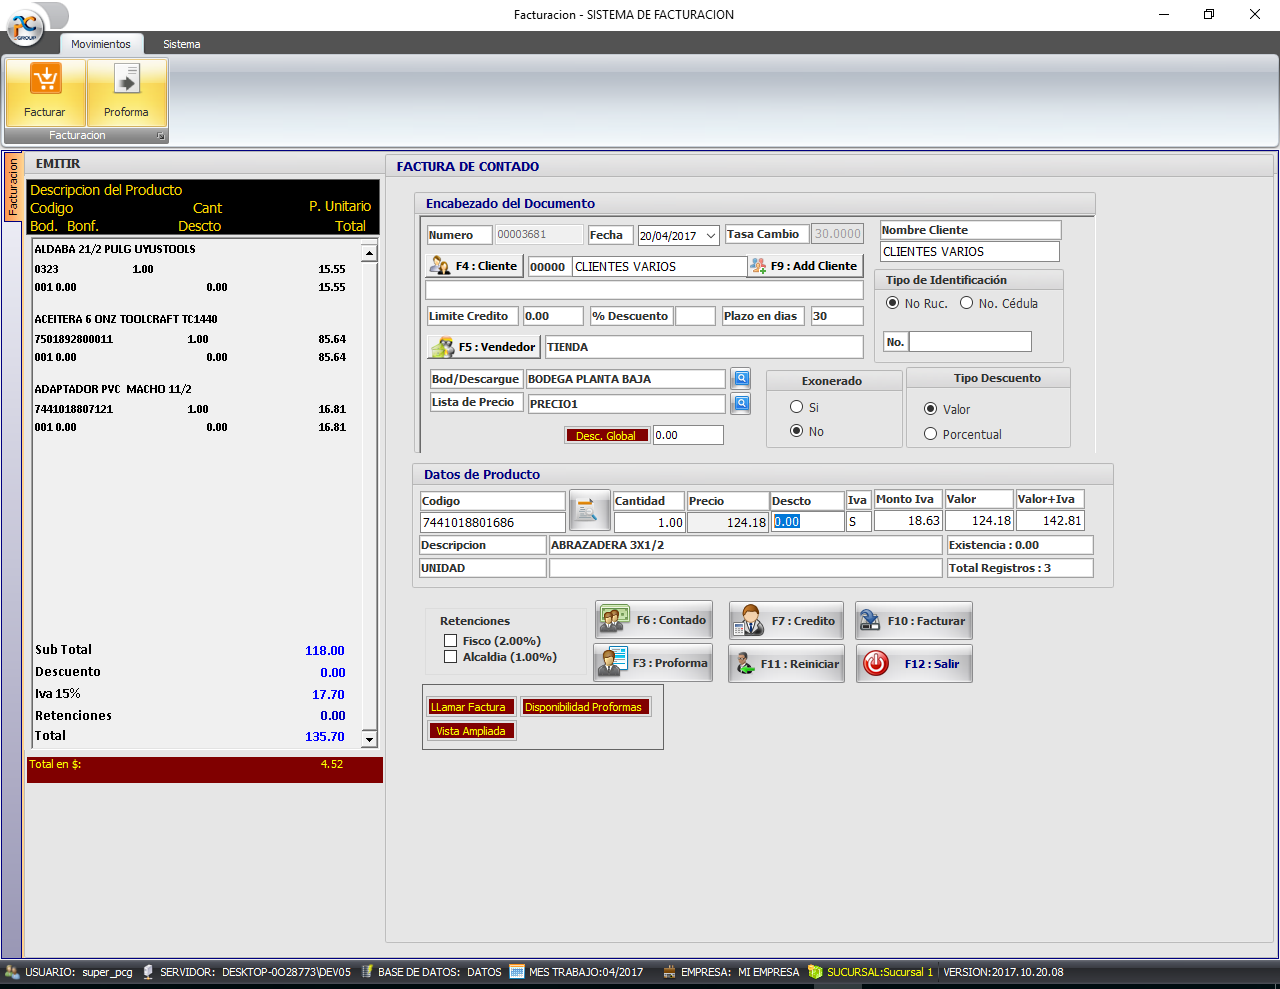 Facturacion - SISTEMA DE FACTURACION
PC
GROUP
Movimientos
Sistema
Facturar
Proforma
Facturacion
Facturacion
EMITIR
Descripcion del Producto
Codigo Cant P. Unitario
Bod. Bonf. Descto Total
ALDABA 21/2 PULG UYUSTOOLS
0323 1.00 15.55
001 0.00 0.00 15.55
ACEITERA 6 ONZ TOOLCRAFT TC1440
7501892800011 1.00 85.64
001 0.00 0.00 85.64
ADAPTADOR PVC MACHO 11/2
7441018807121 1.00 16.81
001 0.00 0.00 16.81
Sub Total 118.00
Descuento 0.00
Iva 15% 17.70
Retenciones 0.00
Total 135.70
Total en $: 4.52
FACTURA DE CONTADO
Encabezado del Documento
Numero 00003681 Fecha 20/04/2017 Tasa Cambio 30.0000
F4 : Cliente 00000 CLIENTES VARIOS F9 : Add Cliente
Limite Credito 0.00 % Descuento Plazo en dias 30
F5 : Vendedor TIENDA
Bod/Descargue BODEGA PLANTA BAJA
Lista de Precio PRECIO1
Desc. Global 0.00
Nombre Cliente
CLIENTES VARIOS
Tipo de Identificación
No Ruc. No. Cédula
No.
Exonerado
Si
No
Tipo Descuento
Valor
Porcentual
Datos de Producto
Codigo Cantidad Precio Descto Iva Monto Iva Valor Valor+Iva
7441018801686 1.00 124.18 0.00 S 18.63 124.18 142.81
Descripcion ABRAZADERA 3X1/2 Existencia : 0.00
UNIDAD Total Registros : 3
Retenciones
Fisco (2.00%)
Alcaldia (1.00%)
F6 : Contado F7 : Credito F10 : Facturar
F3 : Proforma F11 : Reiniciar F12 : Salir
LLamar Factura Disponibilidad Proformas
Vista Ampliada
USUARIO: super_pcg SERVIDOR: DESKTOP-0O28773\DEV05 BASE DE DATOS: DATOS MES TRABAJO:04/2017 EMPRESA: MI EMPRESA SUCURSAL:Sucursal 1 VERSION:2017.10.20.08